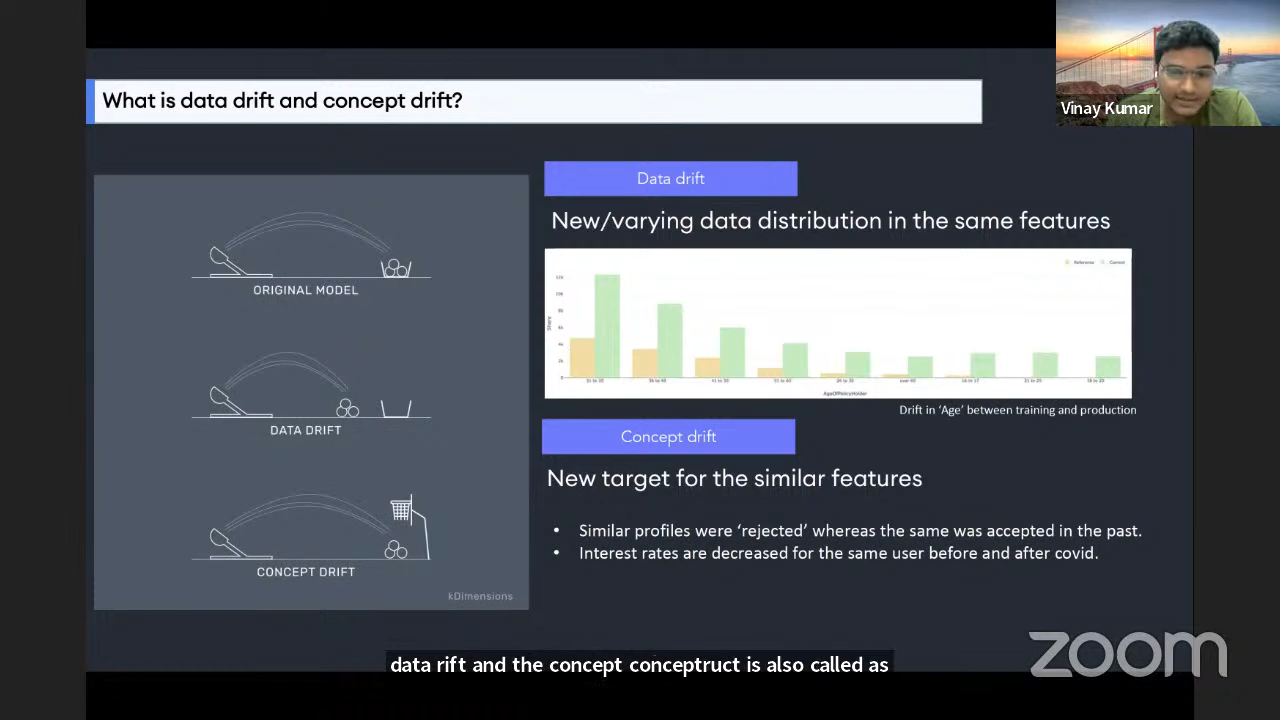 What is data drift and concept drift?
Vinay Kumar
ORIGINAL MODEL
DATA DRIFT
CONCEPT DRIFT
kDimensions
Data drift
New/varying data distribution in the same features
Reference Current
Share
AgeOfPolicyHolder
Drift in ‘Age’ between training and production
Concept drift
New target for the similar features
• Similar profiles were ‘rejected’ whereas the same was accepted in the past.
• Interest rates are decreased for the same user before and after covid.
data rift and the concept conceptruct is also called as
zoom